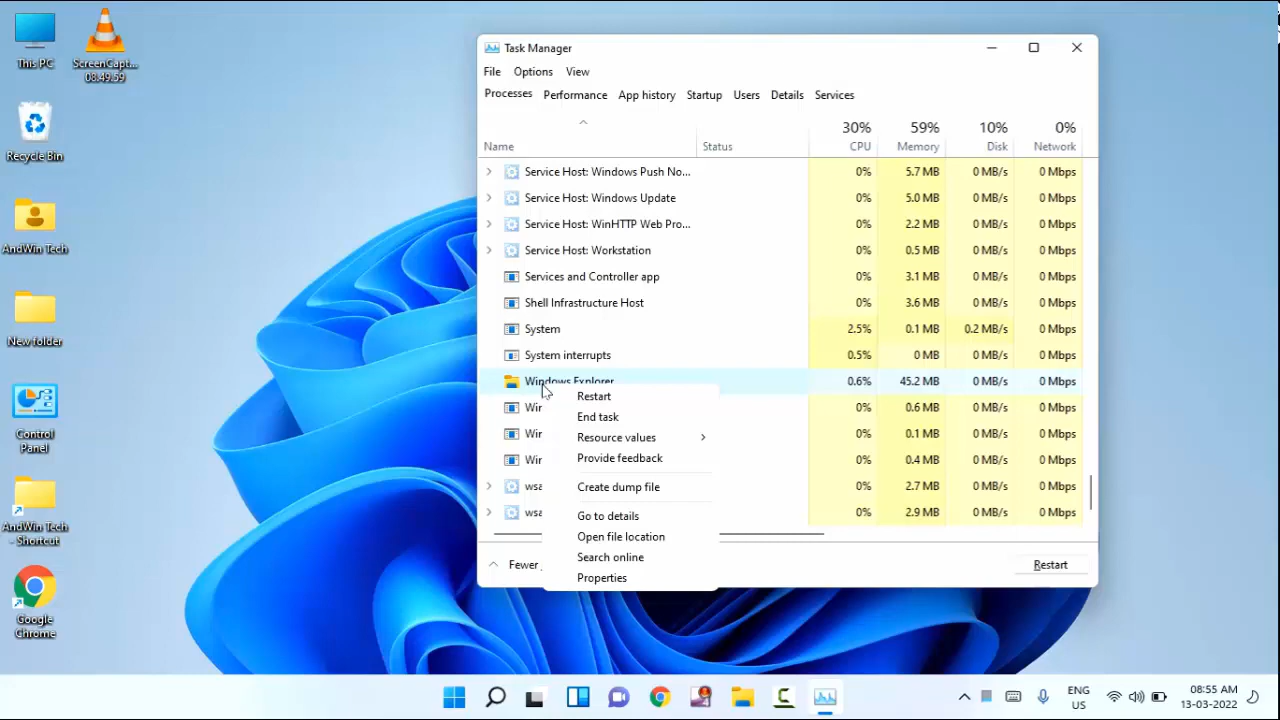 This PC
ScreenCapt...
08.49.59
Recycle Bin
AndWin Tech
New folder
Control
Panel
AndWin Tech
- Shortcut
Google
Chrome
Task Manager
File Options View
Processes Performance App history Startup Users Details Services
30% 59% 10% 0%
Name Status CPU Memory Disk Network
Service Host: Windows Push No... 0% 5.7 MB 0 MB/s 0 Mbps
Service Host: Windows Update 0% 5.0 MB 0 MB/s 0 Mbps
Service Host: WinHTTP Web Pro... 0% 2.2 MB 0 MB/s 0 Mbps
Service Host: Workstation 0% 0.5 MB 0 MB/s 0 Mbps
Services and Controller app 0% 3.1 MB 0 MB/s 0 Mbps
Shell Infrastructure Host 0% 3.6 MB 0 MB/s 0 Mbps
System 2.5% 0.1 MB 0.2 MB/s 0 Mbps
System interrupts 0.5% 0 MB 0 MB/s 0 Mbps
Windows Explorer 0.6% 45.2 MB 0 MB/s 0 Mbps
Win 0% 0.6 MB 0 MB/s 0 Mbps
Win 0% 0.1 MB 0 MB/s 0 Mbps
Win 0% 0.4 MB 0 MB/s 0 Mbps
wsa 0% 2.7 MB 0 MB/s 0 Mbps
wsa 0% 2.9 MB 0 MB/s 0 Mbps
Restart
End task
Resource values
Provide feedback
Create dump file
Go to details
Open file location
Search online
Properties
Fewer
Restart
ENG
US
08:55 AM
13-03-2022